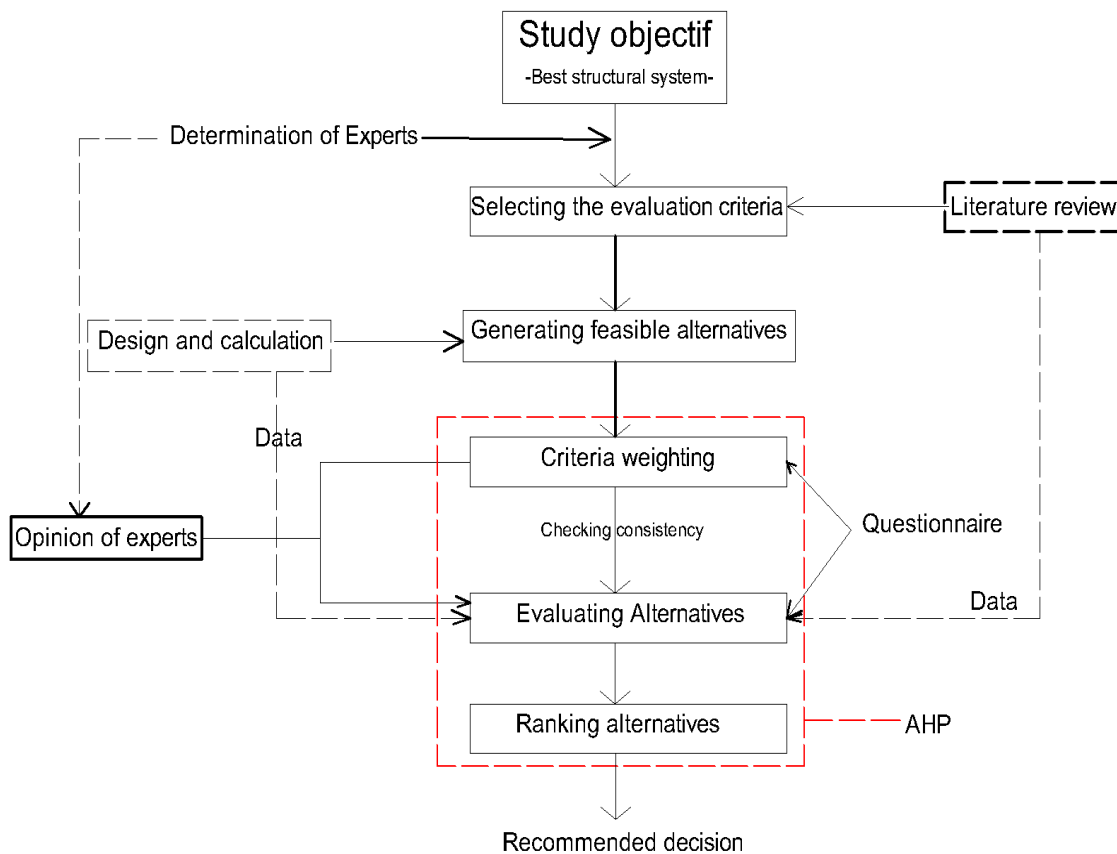 Study objectif
-Best structural system-
Determination of Experts
Selecting the evaluation criteria
Literature review
Generating feasible alternatives
Design and calculation
Data
Criteria weighting
Opinion of experts
Checking consistency
Questionnaire
Evaluating Alternatives
Data
Ranking alternatives
AHP
Recommended decision